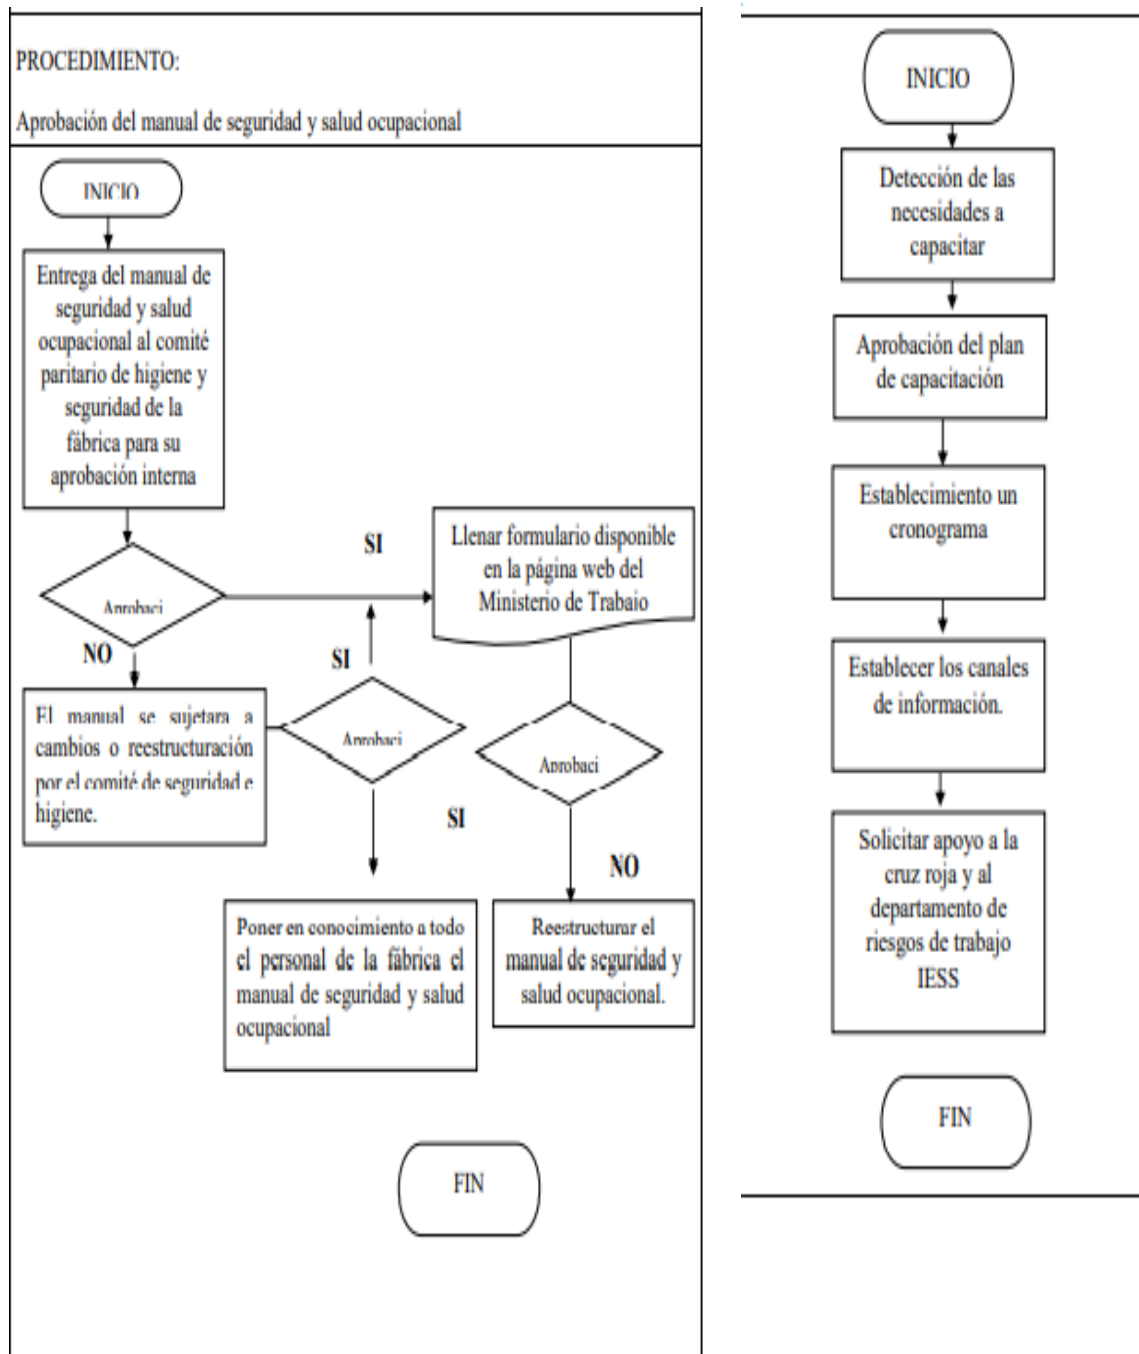 PROCEDIMIENTO:
Aprobación del manual de seguridad y salud ocupacional
INICIO
Entrega del manual de
seguridad y salud
ocupacional al comité
paritario de higiene y
seguridad de la
fábrica para su
aprobación interna
Aprobaci
SI
NO
Llenar formulario disponible
en la página web del
Ministerio de Trabajo
El manual se sujetara a
cambios o reestructuración
por el comité de seguridad e
higiene.
SI
Aprobaci
Aprobaci
SI
NO
Poner en conocimiento a todo
el personal de la fábrica el
manual de seguridad y salud
ocupacional
Reestructurar el
manual de seguridad y
salud ocupacional.
FIN
INICIO
Detección de las
necesidades a
capacitar
Aprobación del plan
de capacitación
Establecimiento un
cronograma
Establecer los canales
de información.
Solicitar apoyo a la
cruz roja y al
departamento de
riesgos de trabajo
IESS
FIN